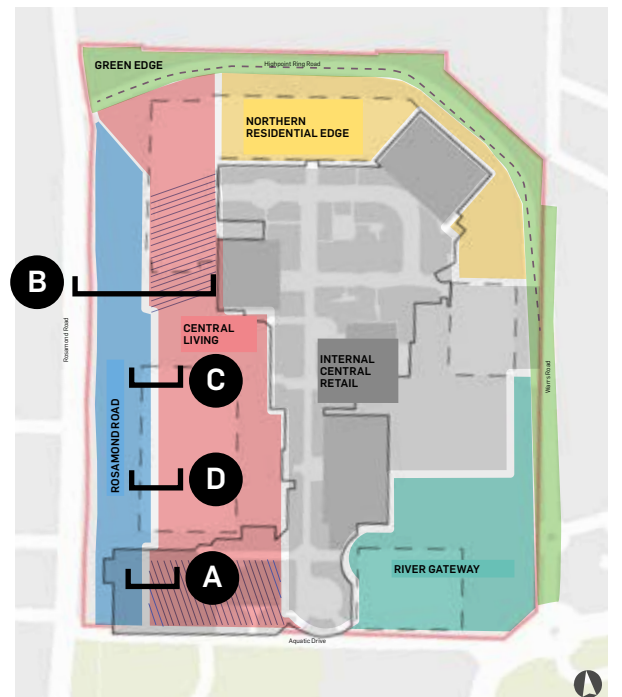 GREEN EDGE
Highpoint Ring Road
NORTHERN
RESIDENTIAL EDGE
B
Rosamond Road
CENTRAL
LIVING
INTERNAL
CENTRAL
RETAIL
C
Warrs Road
ROSAMOND ROAD
D
A
RIVER GATEWAY
Aquatic Drive